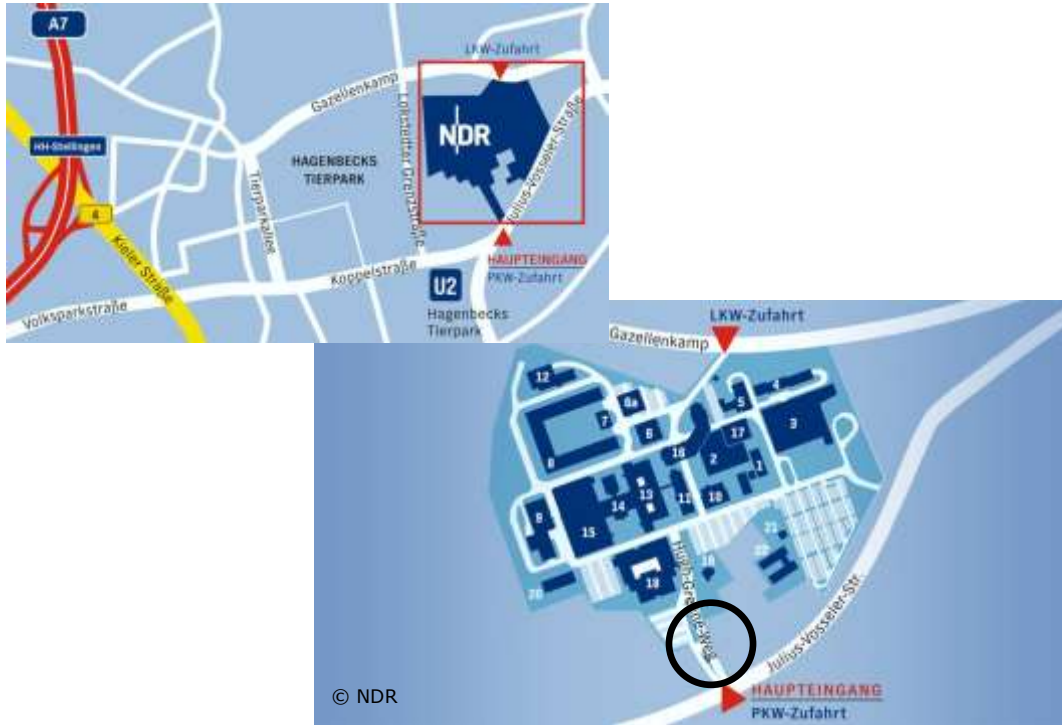 A7
LKW-Zufahrt
Gazellenkamp
Lokstedter Grenzstraße
NDR
HH-Stellingen
HAGENBECKS
TIERPARK
Julius-Vosseler-Straße
Tierparkallee
4
Kieler Straße
HAUPTEINGANG
PKW-Zufahrt
Koppelstraße
U2
Hagenbecks
Tierpark
Volksparkstraße
LKW-Zufahrt
Gazellenkamp
12
6a
5
4
7
6
17
3
8
16
2
1
13
11
10
14
9
15
21
18
20
Hugh-Greene-Weg
Julius-Vosseler-Str.
© NDR
HAUPTEINGANG
PKW-Zufahrt